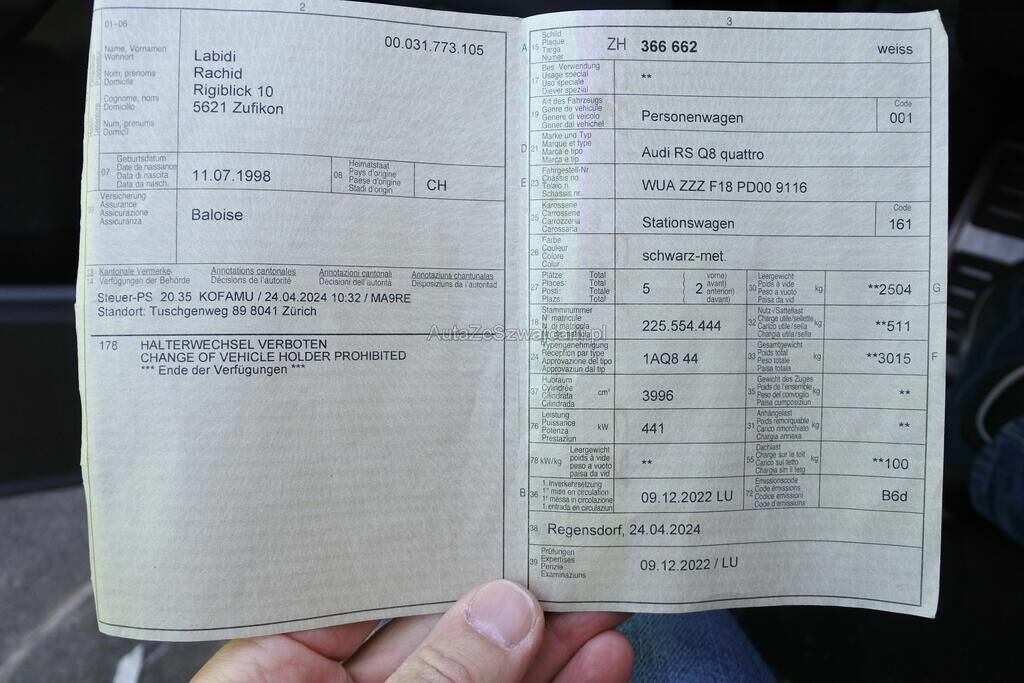 2
01-06
00.031.773.105
Name, Vornamen
Wohnort
Nom, prénoms
Domicile
Cognome, nomi
Domicilio
Num, prenums
Domicil
Labidi
Rachid
Rigiblick 10
5621 Zufikon
07
Geburtsdatum
Date de naissance
Data di nascita
Data da nasch.
11.07.1998
08
Heimatstaat
Pays d'origine
Paese d'origine
Stadi d'origin
CH
Versicherung
Assurance
Assicurazione
Assicuranza
Baloise
13 Kantonale Vermerke Annotations cantonales Annotazioni cantonali Annotaziuns chantunalas
14 Verfügungen der Behörde Décisions de l'autorité Decisioni dell'autorità Disposiziuns da l'autoritad
Steuer-PS 20.35 KOFAMU / 24.04.2024 10:32 / MA9RE
Standort: Tuschgenweg 89 8041 Zürich
178 HALTERWECHSEL VERBOTEN
CHANGE OF VEHICLE HOLDER PROHIBITED
*** Ende der Verfügungen ***
3
A 15
Schild
Plaque
Targa
Numer
ZH 366 662 weiss
17
Bes. Verwendung
Usage spécial
Uso speciale
Diever spezial
**
19
Art des Fahrzeugs
Genre de véhicule
Genere di veicolo
Gener dal vehichel
Personenwagen
Code
001
D 21
Marke und Typ
Marque et type
Marca e tipo
Marca e tip
Audi RS Q8 quattro
E 23
Fahrgestell-Nr.
Châssis no
Telaio n.
Schassis nr.
WUA ZZZ F18 PD00 9116
25
Karosserie
Carrosserie
Carrozzeria
Carossaria
Stationswagen
Code
161
26
Farbe
Couleur
Colore
Colur
schwarz-met.
27
Plätze: Total
Places: Total
Posti: Totale
Plazs: Total
5
( 2
vorne)
avant)
anteriori)
davant)
30
Leergewicht
Poids à vide
Peso a vuoto
Paisa da vid
kg
**2504
G
18
Stammnummer
N° matricule
N. di matricola
225.554.444
32
Nutz-/Sattellast
Charge utile/sellette
Carico utile/sella
Chargia utila/sella
kg
**511
24
Typengenehmigung
Réception par type
Approvazione del tipo
Approvaziun dal tip
1AQ8 44
33
Gesamtgewicht
Poids total
Peso totale
Paisa totala
kg
**3015
F
37
Hubraum
Cylindrée
Cilindrata
Cilindrada
cm³
3996
35
Gewicht des Zuges
Poids de l'ensemble
Peso del convoglio
Paisa cumposiziun
kg
**
76
Leistung
Puissance
Potenza
Prestaziun
kW
441
31
Anhängelast
Poids remorquable
Carico rimorchiato
Chargia annexa
kg
**
78 kW/kg
Leergewicht
poids à vide
peso a vuoto
paisa da vid
**
55
Dachlast
Charge sur le toit
Carico sul tetto
Chargia sin il tetg
kg
**100
B 36
1. Inverkehrsetzung
1re mise en circulation
1a messa in circolazione
1. entrada en circulaziun
09.12.2022 LU
72
Emissionscode
Code émissions
Codice emissioni
Code d'emissiuns
B6d
38
Regensdorf, 24.04.2024
39
Prüfungen
Expertises
Perizie
Examinaziuns
09.12.2022 / LU
AutaZeSzwajcarii.pl